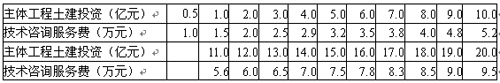 主体工程土建投资（亿元） 0.5 1.0 2.0 3.0 4.0 5.0 6.0 7.0 8.0 9.0 10.0
技术咨询服务费（万元） 1.0 1.5 2.0 2.5 2.9 3.2 3.5 3.8 4.0 4.8 5.2
主体工程土建投资（亿元） 11.0 12.0 13.0 14.0 15.0 16.0 17.0 18.0 19.0 20.0
技术咨询服务费（万元） 5.6 6.0 6.5 7.0 7.5 7.8 8.3 8.5 9.0 9.5